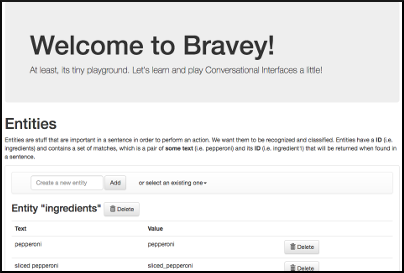 Welcome to Bravey!
At least, its tiny playground. Let's learn and play Conversational Interfaces a little!
Entities
Entities are stuff that are important in a sentence in order to perform an action. We want them to be recognized and classified. Entities have a ID (i.e.
ingredients) and contains a set of matches, which is a pair of some text (i.e. pepperoni) and its ID (i.e. ingredient1) that will be returned when found in
a sentence.
Create a new entity Add or select an existing one
Entity "ingredients" Delete
Text Value
pepperoni pepperoni Delete
sliced pepperoni sliced_pepperoni Delete